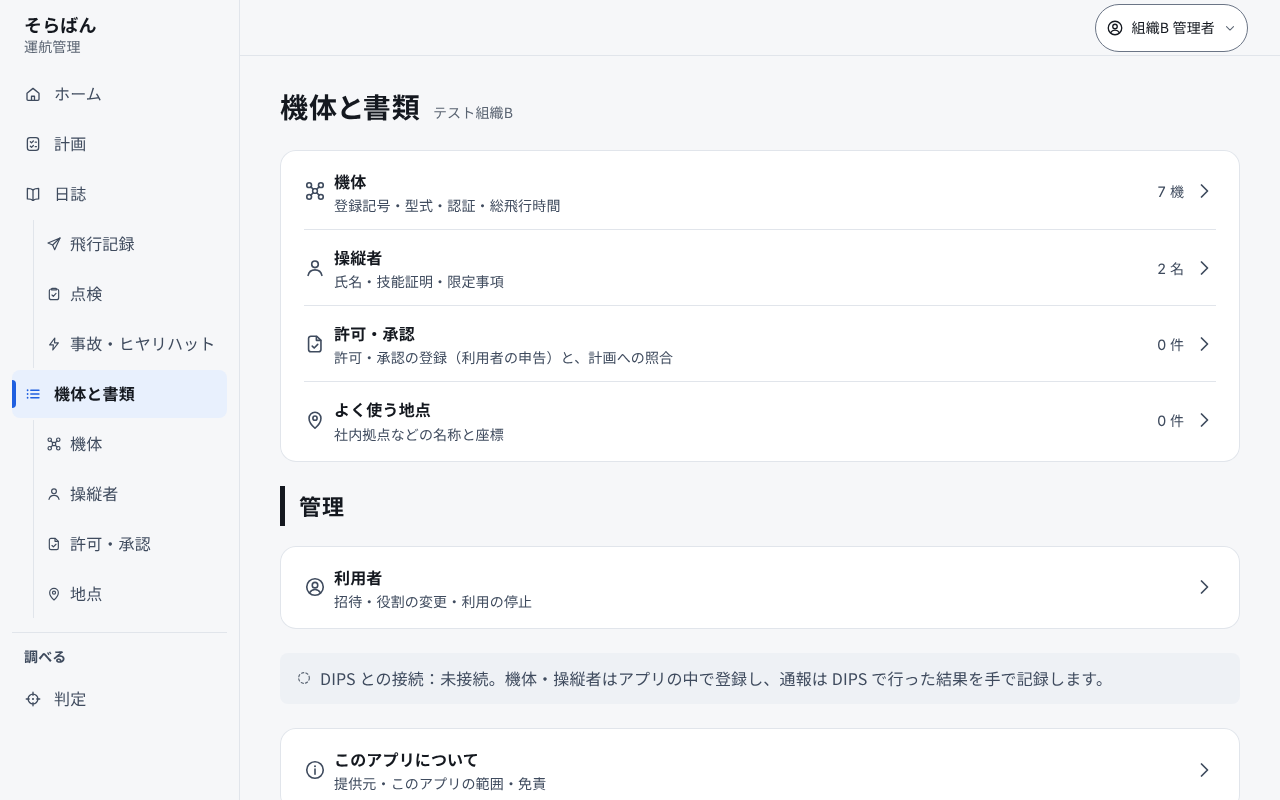 そらばん
運航管理
ホーム
計画
日誌
飛行記録
点検
事故・ヒヤリハット
機体と書類
機体
操縦者
許可・承認
地点
調べる
判定
組織B 管理者
機体と書類 テスト組織B
機体
登録記号・型式・認証・総飛行時間
7 機
操縦者
氏名・技能証明・限定事項
2 名
許可・承認
許可・承認の登録（利用者の申告）と、計画への照合
0 件
よく使う地点
社内拠点などの名称と座標
0 件
管理
利用者
招待・役割の変更・利用の停止
DIPS との接続：未接続。機体・操縦者はアプリの中で登録し、通報は DIPS で行った結果を手で記録します。
このアプリについて
提供元・このアプリの範囲・免責